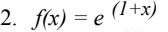 2. f(x) = e (1+x)